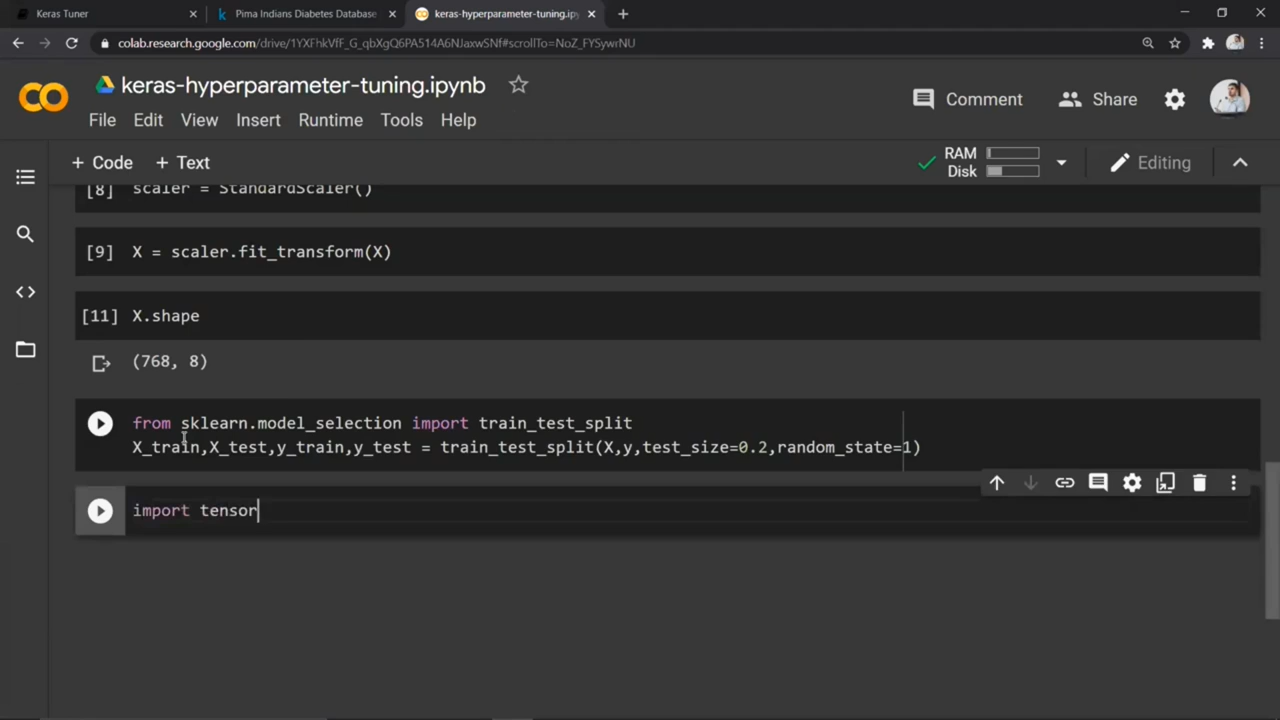 Keras Tuner
Pima Indians Diabetes Database
keras-hyperparameter-tuning.ipynb
colab.research.google.com/drive/1YXFhkVfF_G_qbXgQ6PA514A6NJaxwSNf#scrollTo=NoZ_FYSywrNU
keras-hyperparameter-tuning.ipynb
File Edit View Insert Runtime Tools Help
Comment
Share
+ Code + Text
RAM
Disk
Editing
[8] scaler = StandardScaler()
[9] X = scaler.fit_transform(X)
[11] X.shape
(768, 8)
from sklearn.model_selection import train_test_split
X_train,X_test,y_train,y_test = train_test_split(X,y,test_size=0.2,random_state=1)
import tensor